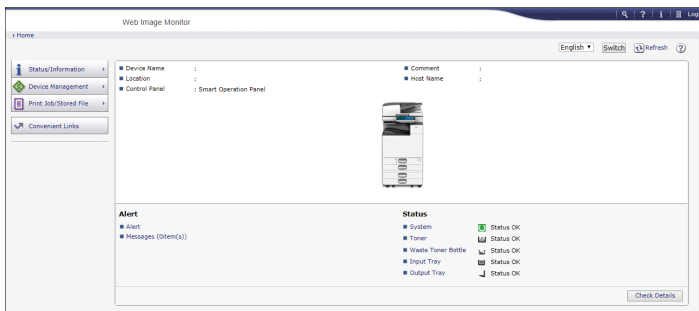 Web Image Monitor
? i Log
Home
English Switch Refresh ?
Status/Information
Device Management
Print Job/Stored File
Convenient Links
Device Name :
Location :
Control Panel : Smart Operation Panel
Comment :
Host Name :
Alert
Alert
Messages (0item(s))
Status
System Status OK
Toner Status OK
Waste Toner Bottle Status OK
Input Tray Status OK
Output Tray Status OK
Check Details